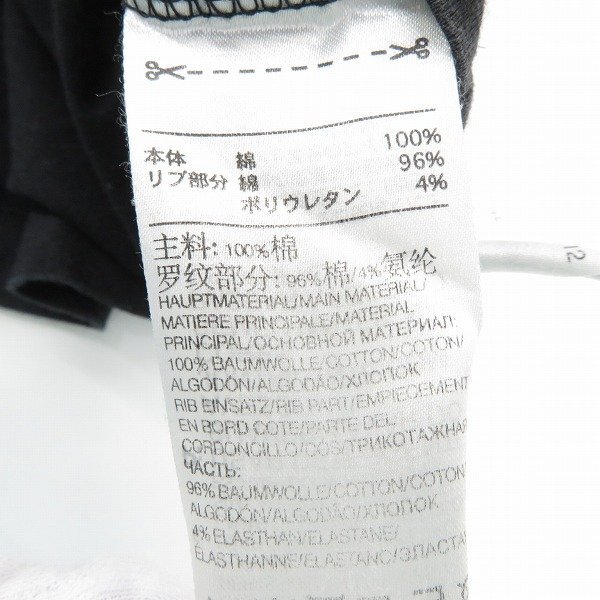 100%
本体 綿 96%
リブ部分 綿 4%
ポリウレタン
主料: 100%棉
罗纹部分: 96%棉/4%氨纶
HAUPTMATERIAL/MAIN MATERIAL/
MATIERE PRINCIPALE/MATERIAL
PRINCIPAL/ОСНОВНОЙ МАТЕРИАЛ:
100% BAUMWOLLE/COTTON/COTON/
ALGODÓN/ALGODÃO/ХЛОПОК
RIB EINSATZ/RIB PART/EMPIECEMENT
EN BORD COTE/PARTE DEL
CORDONCILLO/COS/ТРИКОТАЖНАЯ
ЧАСТЬ:
96% BAUMWOLLE/COTTON/COTON/
ALGODÓN/ALGODÃO/ХЛОПОК
4% ELASTHAN/ELASTANE/
ÉLASTHANNE/ELASTANO/ЭЛАСТА
12